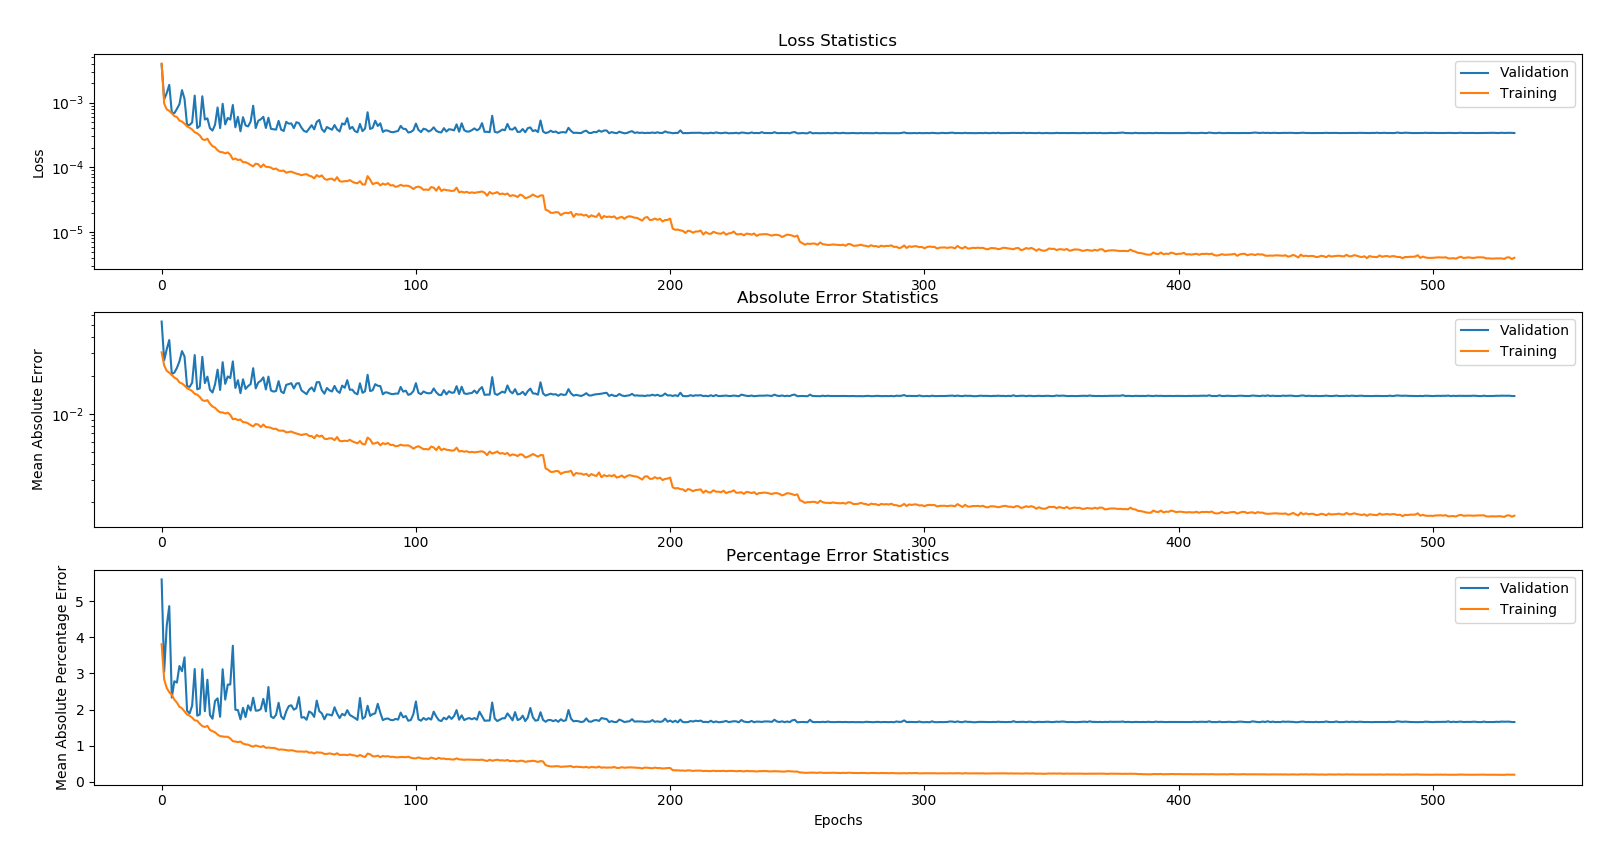 Loss Statistics
Loss
10⁻³
10⁻⁴
10⁻⁵
Validation
Training
0 100 200 300 400 500
Absolute Error Statistics
Mean Absolute Error
10⁻²
Validation
Training
0 100 200 300 400 500
Percentage Error Statistics
Mean Absolute Percentage Error
5
4
3
2
1
0
Validation
Training
0 100 200 300 400 500
Epochs